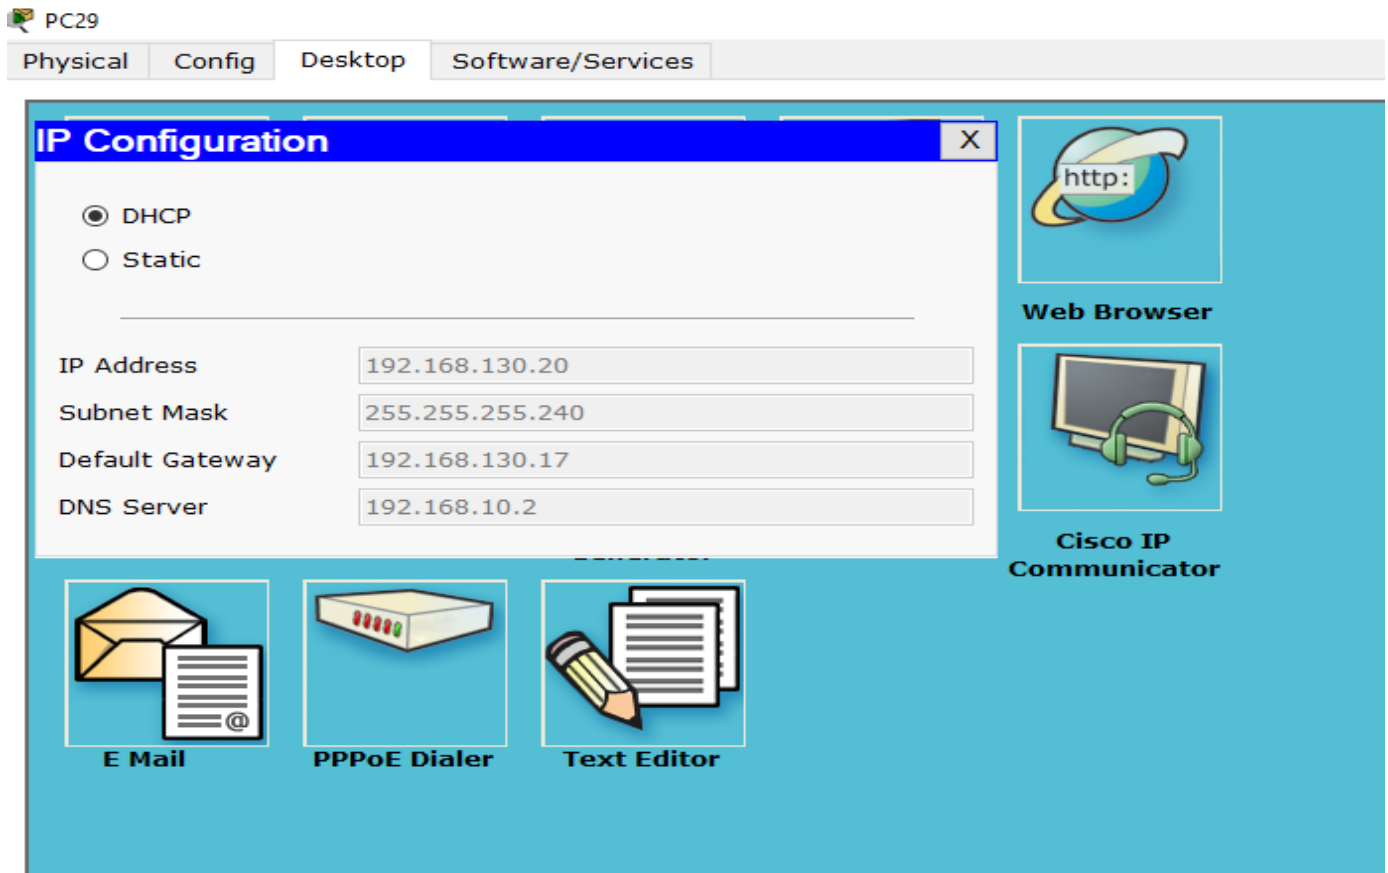 PC29
Physical Config Desktop Software/Services
IP Configuration X
http:
DHCP
Static
Web Browser
IP Address 192.168.130.20
Subnet Mask 255.255.255.240
Default Gateway 192.168.130.17
DNS Server 192.168.10.2
Cisco IP
Communicator
@
E Mail PPPoE Dialer Text Editor